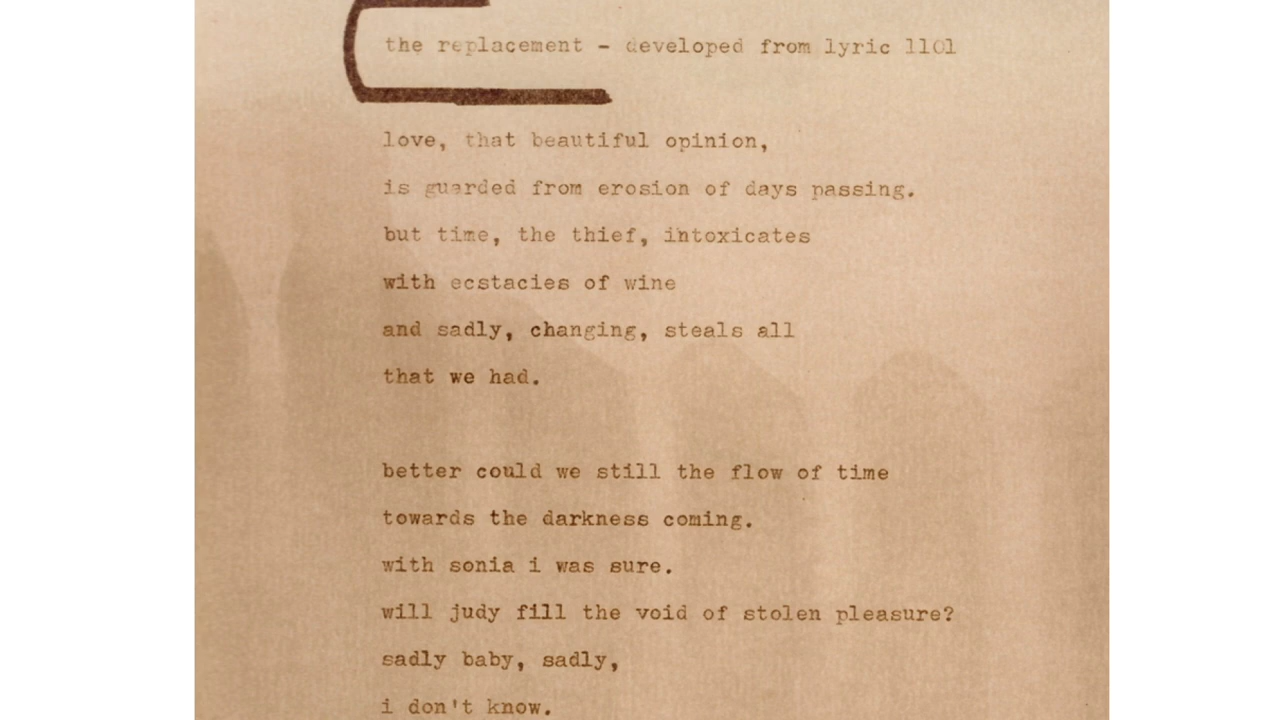 the replacement - developed from lyric 1101
love, that beautiful opinion,
is guarded from erosion of days passing.
but time, the thief, intoxicates
with ecstacies of wine
and sadly, changing, steals all
that we had.
better could we still the flow of time
towards the darkness coming.
with sonia i was sure.
will judy fill the void of stolen pleasure?
sadly baby, sadly,
i don't know.